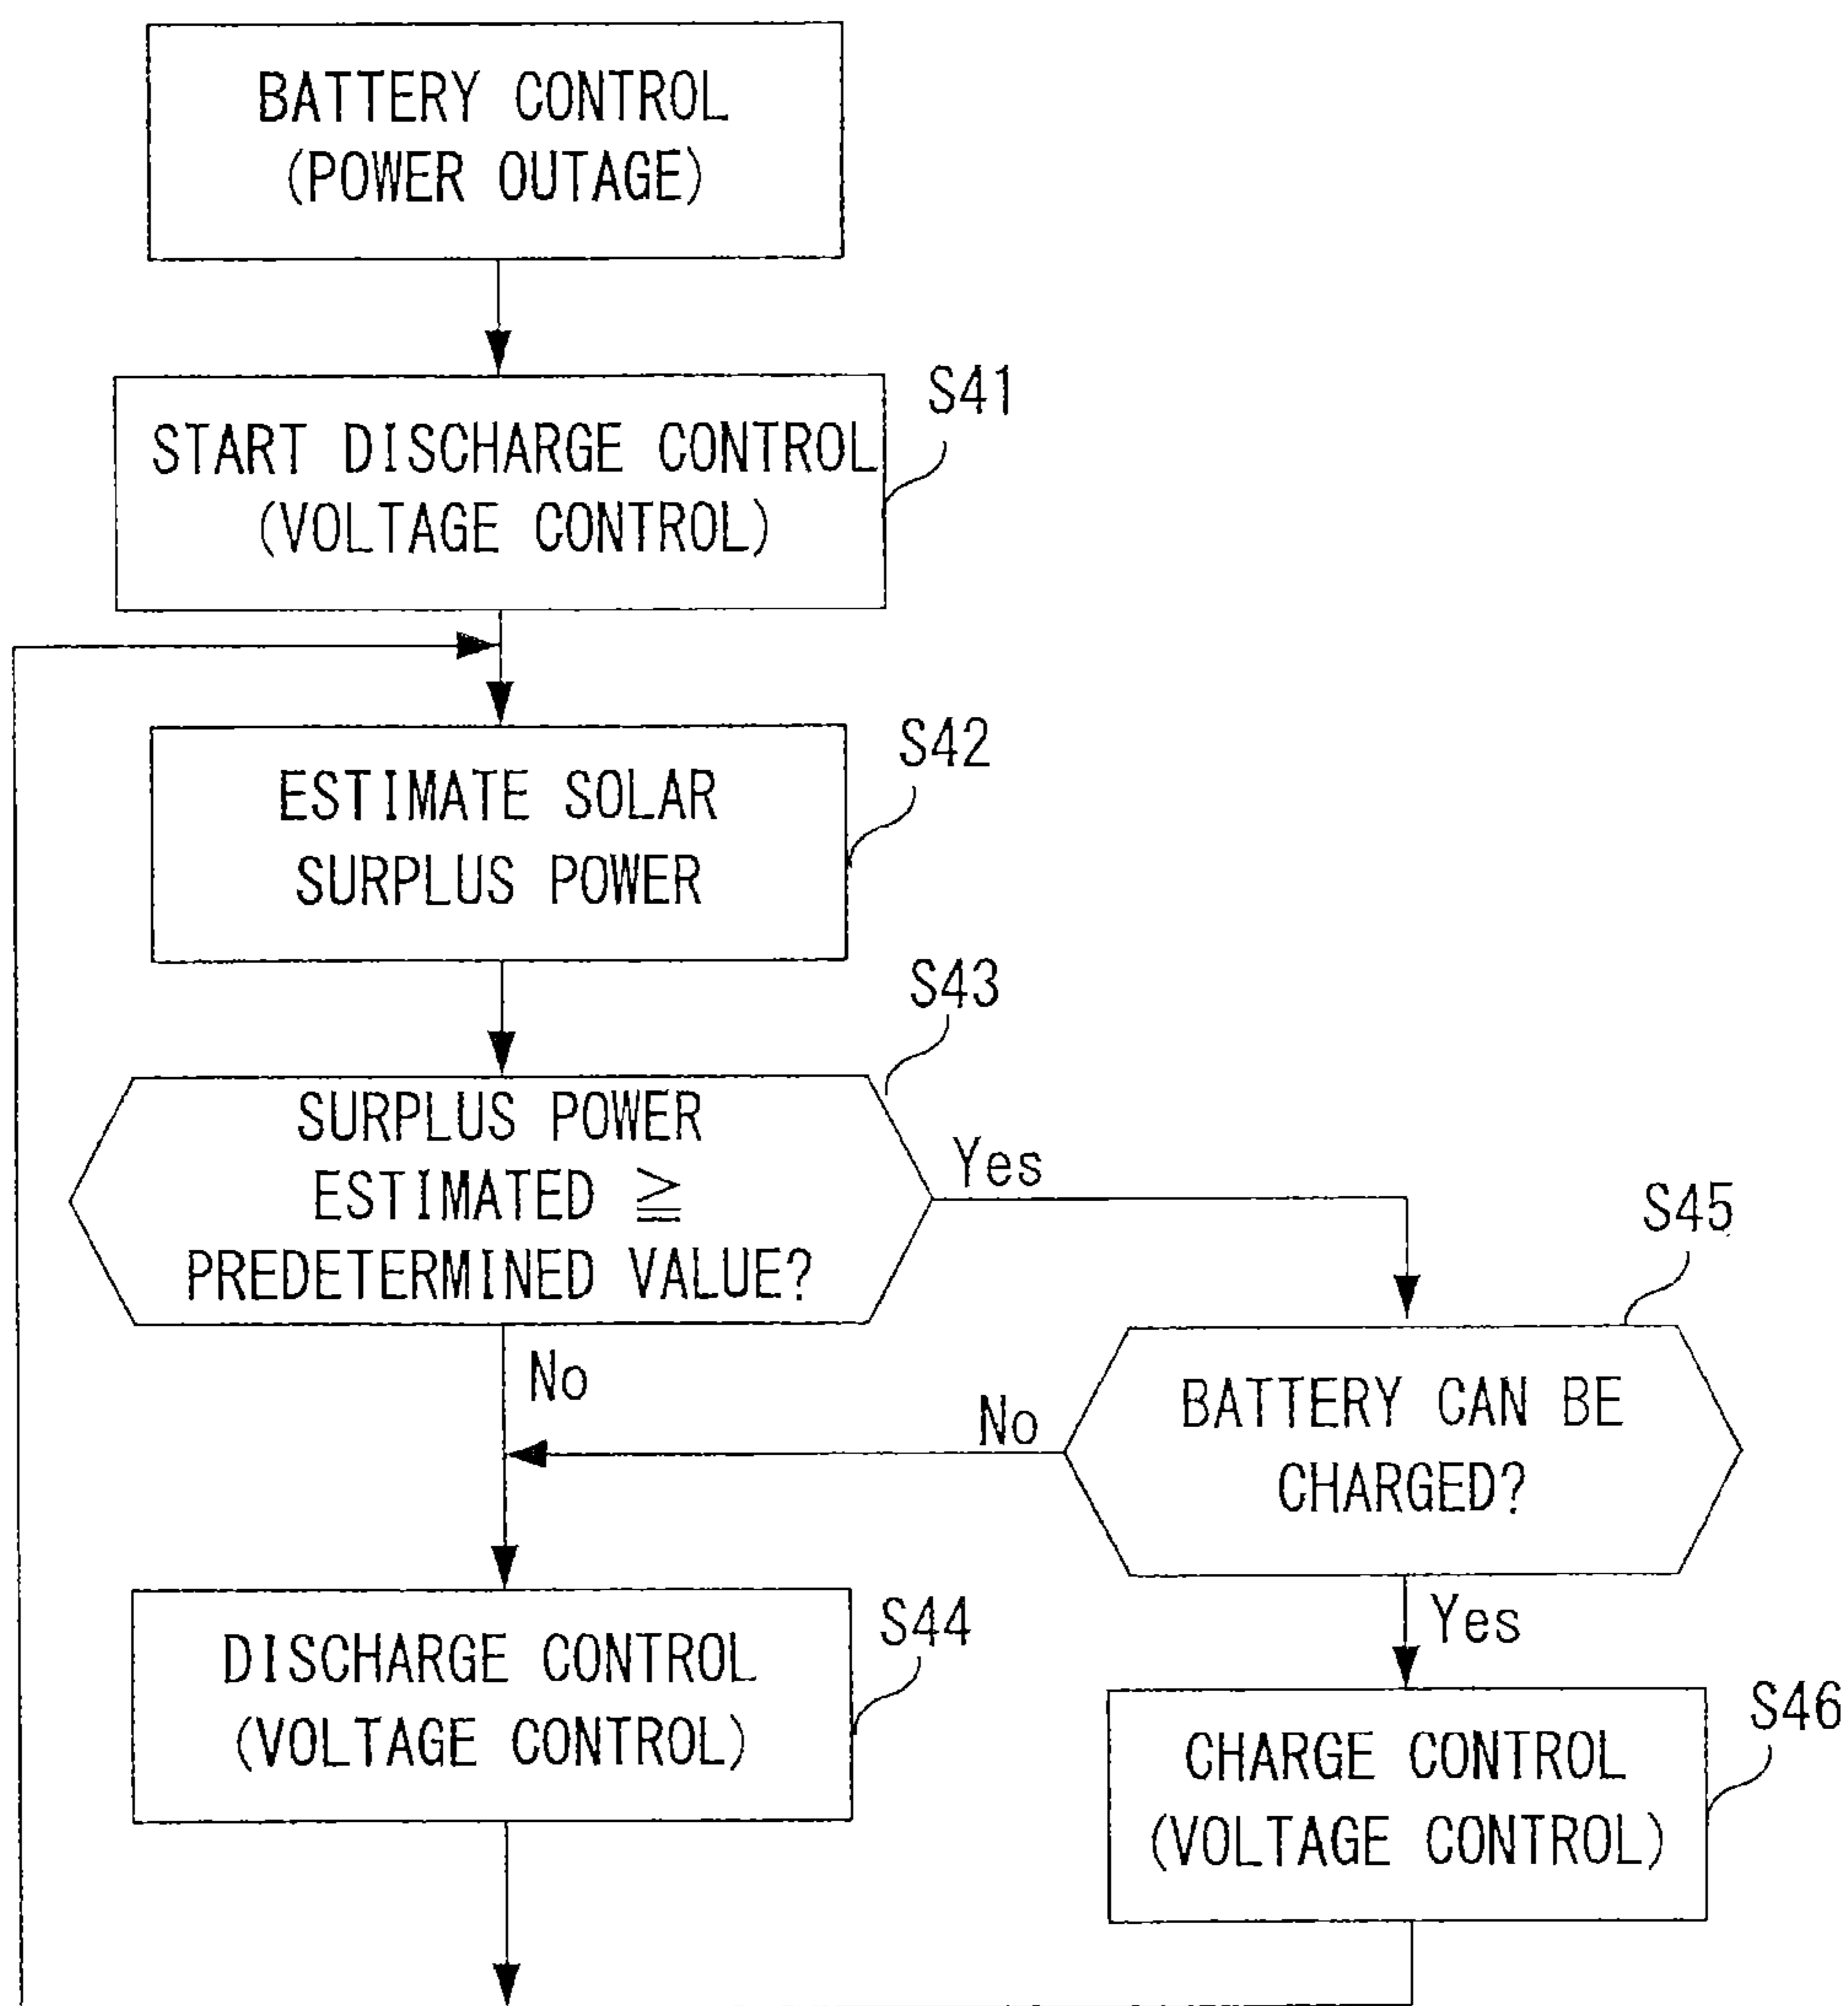 BATTERY CONTROL
(POWER OUTAGE)
S41
START DISCHARGE CONTROL
(VOLTAGE CONTROL)
S42
ESTIMATE SOLAR
SURPLUS POWER
S43
SURPLUS POWER
ESTIMATED ≧
PREDETERMINED VALUE?
Yes
No
S45
BATTERY CAN BE
CHARGED?
No
Yes
S44
DISCHARGE CONTROL
(VOLTAGE CONTROL)
S46
CHARGE CONTROL
(VOLTAGE CONTROL)